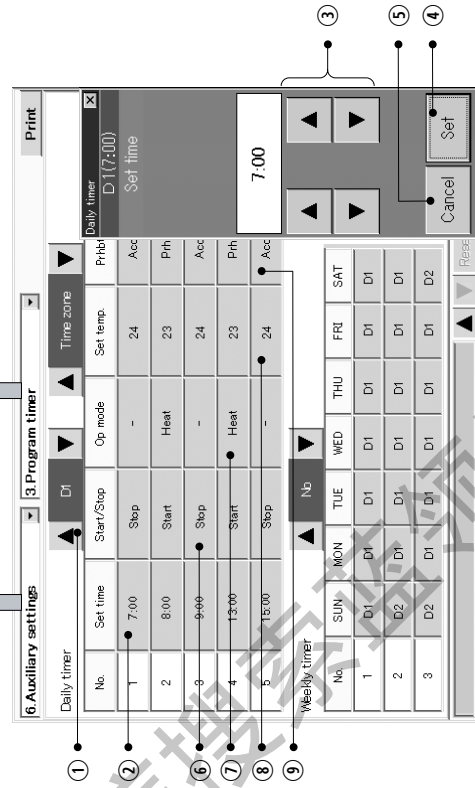 6.Auxiliary settings 3.Program timer Print
Daily timer D1 Time zone
No. Set time Start/Stop Op mode Set temp. Prhbt
1 7:00 Stop - 24 Acc
2 8:00 Start Heat 23 Prh
3 9:00 Stop - 24 Acc
4 13:00 Start Heat 23 Prh
5 15:00 Stop - 24 Acc
Weekly timer No
No. SUN MON TUE WED THU FRI SAT
1 D1 D1 D1 D1 D1 D1 D1
2 D2 D1 D1 D1 D1 D1 D1
3 D2 D1 D1 D1 D1 D1 D2
Daily timer
D1(7:00)
Set time
7:00
Cancel Set
①
②
⑥
⑦
⑧
⑨
③
⑤
④